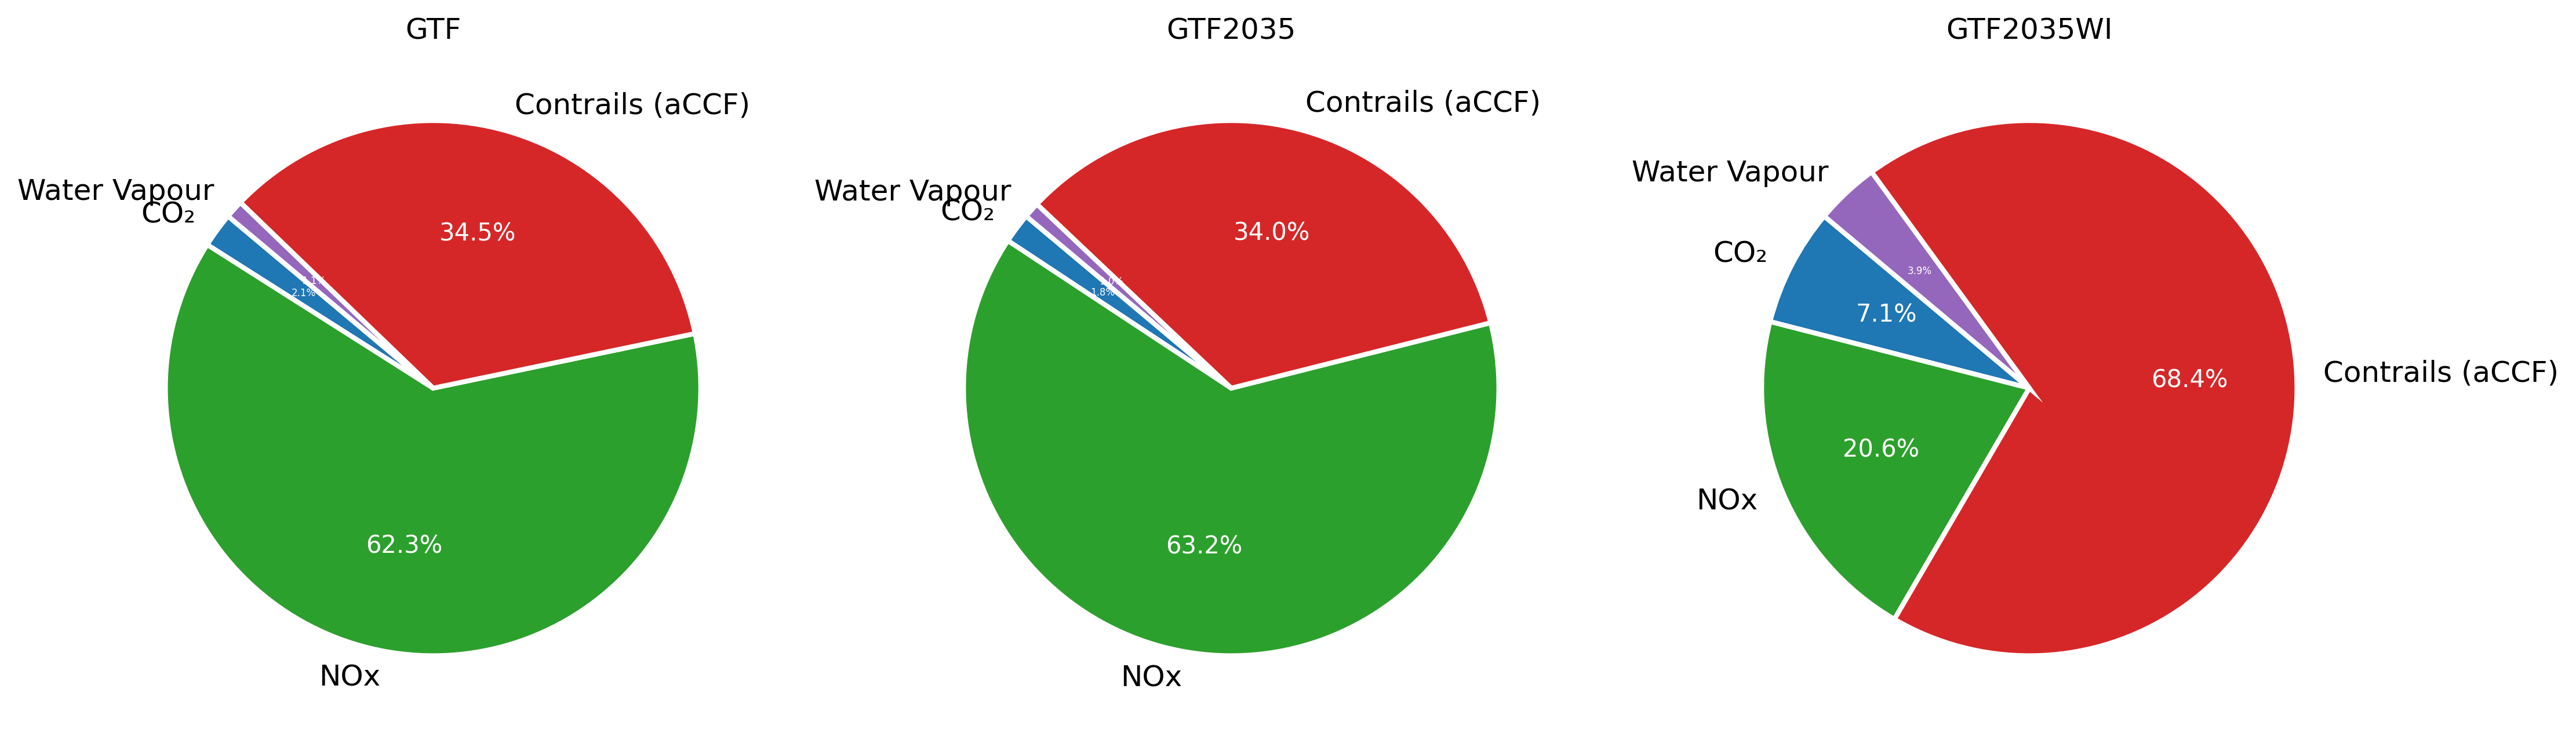 GTF
Contrails (aCCF)
Water Vapour
CO₂
34.5%
2.1%
62.3%
NOx
GTF2035
Contrails (aCCF)
Water Vapour
CO₂
34.0%
1.8%
63.2%
NOx
GTF2035WI
Water Vapour
CO₂
3.9%
7.1%
68.4%
Contrails (aCCF)
20.6%
NOx